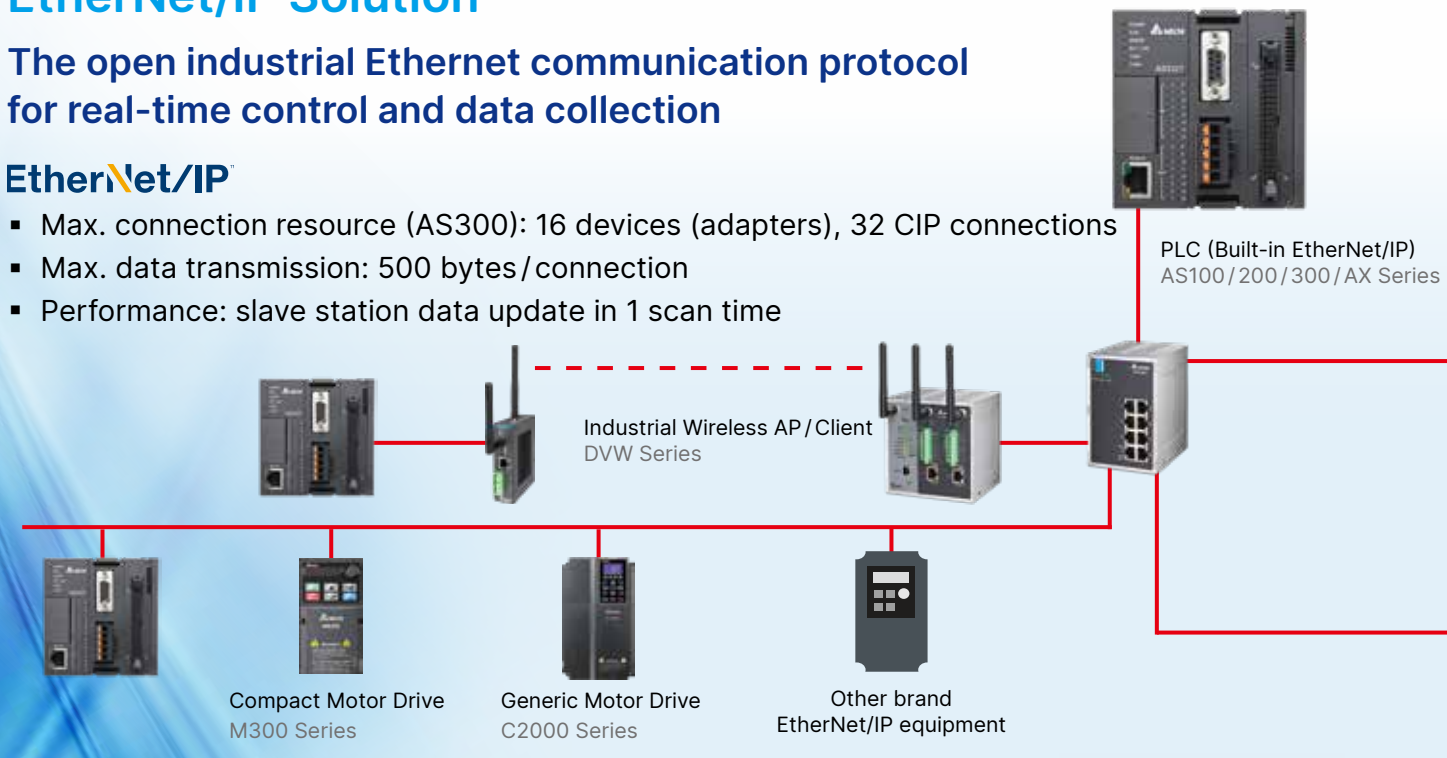 EtherNet/IP Solution
The open industrial Ethernet communication protocol
for real-time control and data collection
EtherNet/IP™
▪ Max. connection resource (AS300): 16 devices (adapters), 32 CIP connections
▪ Max. data transmission: 500 bytes/connection
▪ Performance: slave station data update in 1 scan time
PLC (Built-in EtherNet/IP)
AS100/200/300/AX Series
Industrial Wireless AP/Client
DVW Series
Compact Motor Drive
M300 Series
Generic Motor Drive
C2000 Series
Other brand
EtherNet/IP equipment